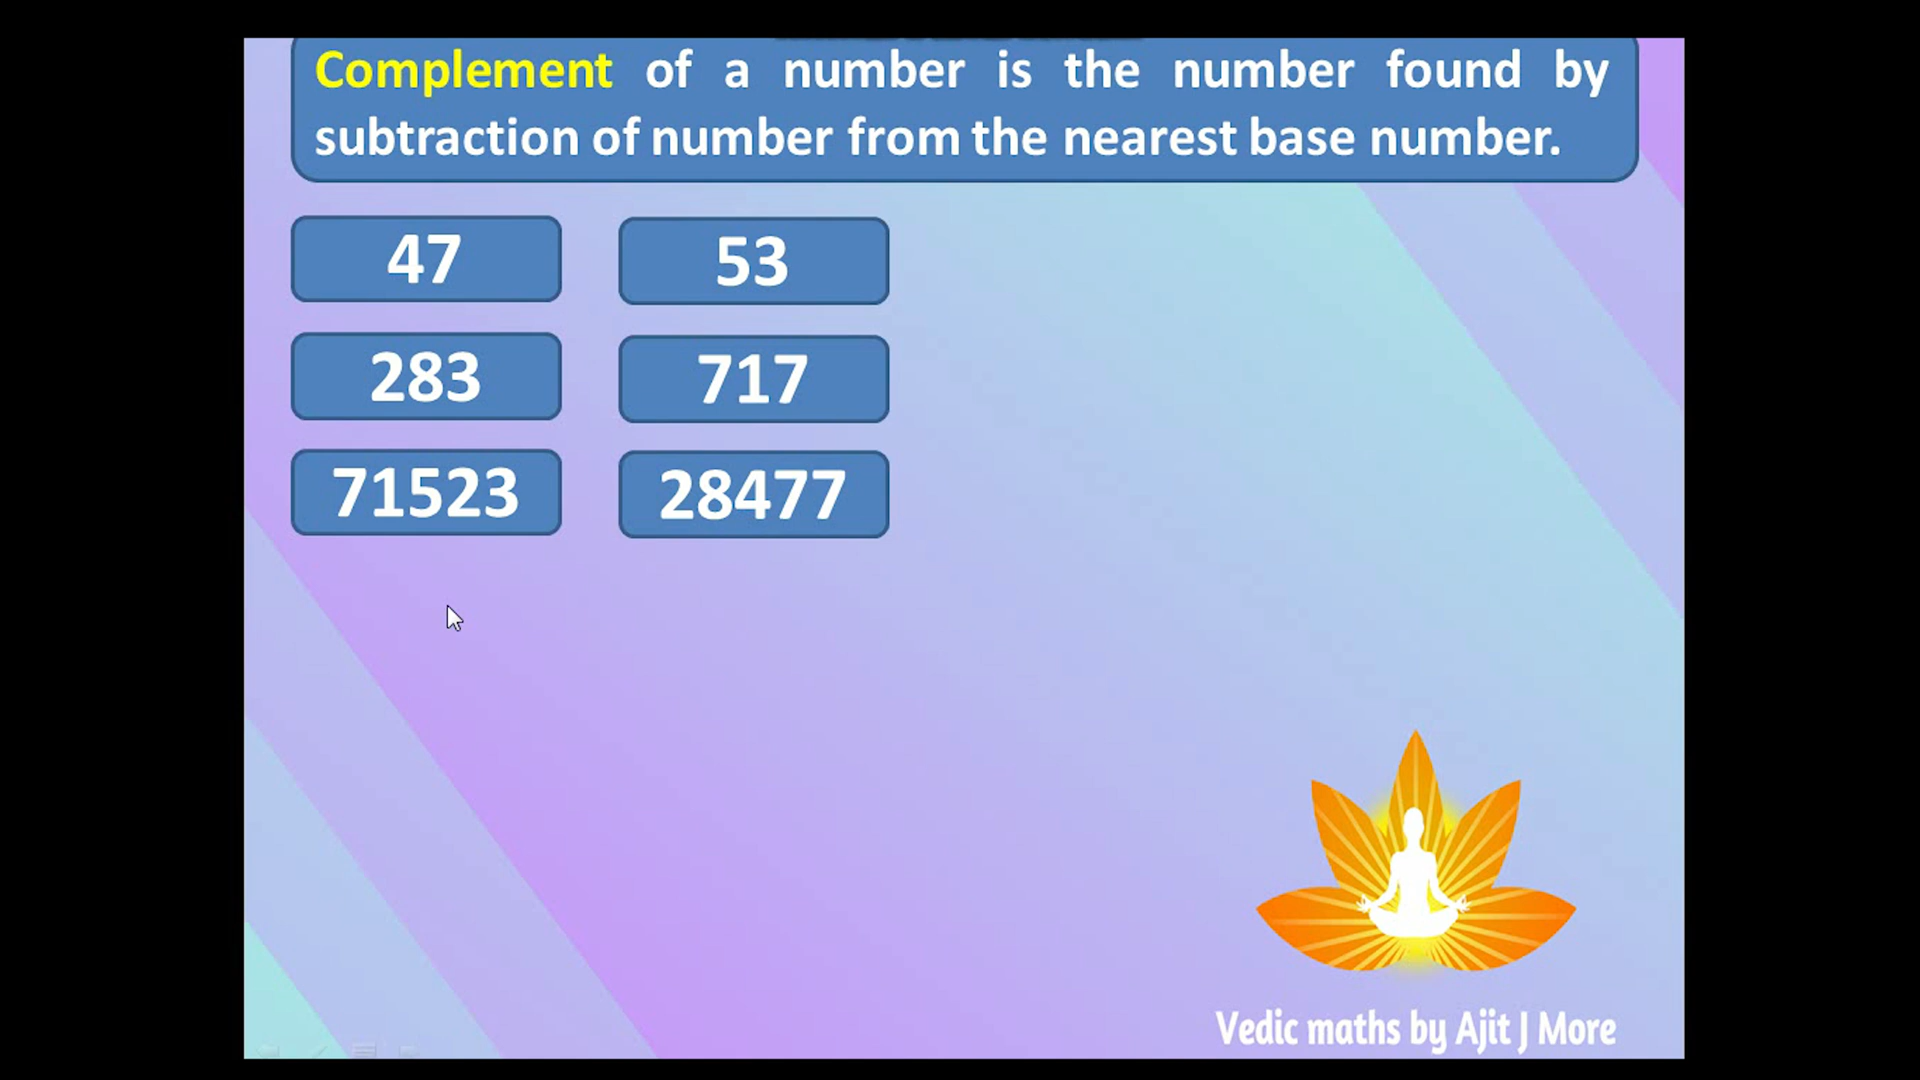 Complement of a number is the number found by
subtraction of number from the nearest base number.
47 53
283 717
71523 28477
Vedic maths by Ajit J More